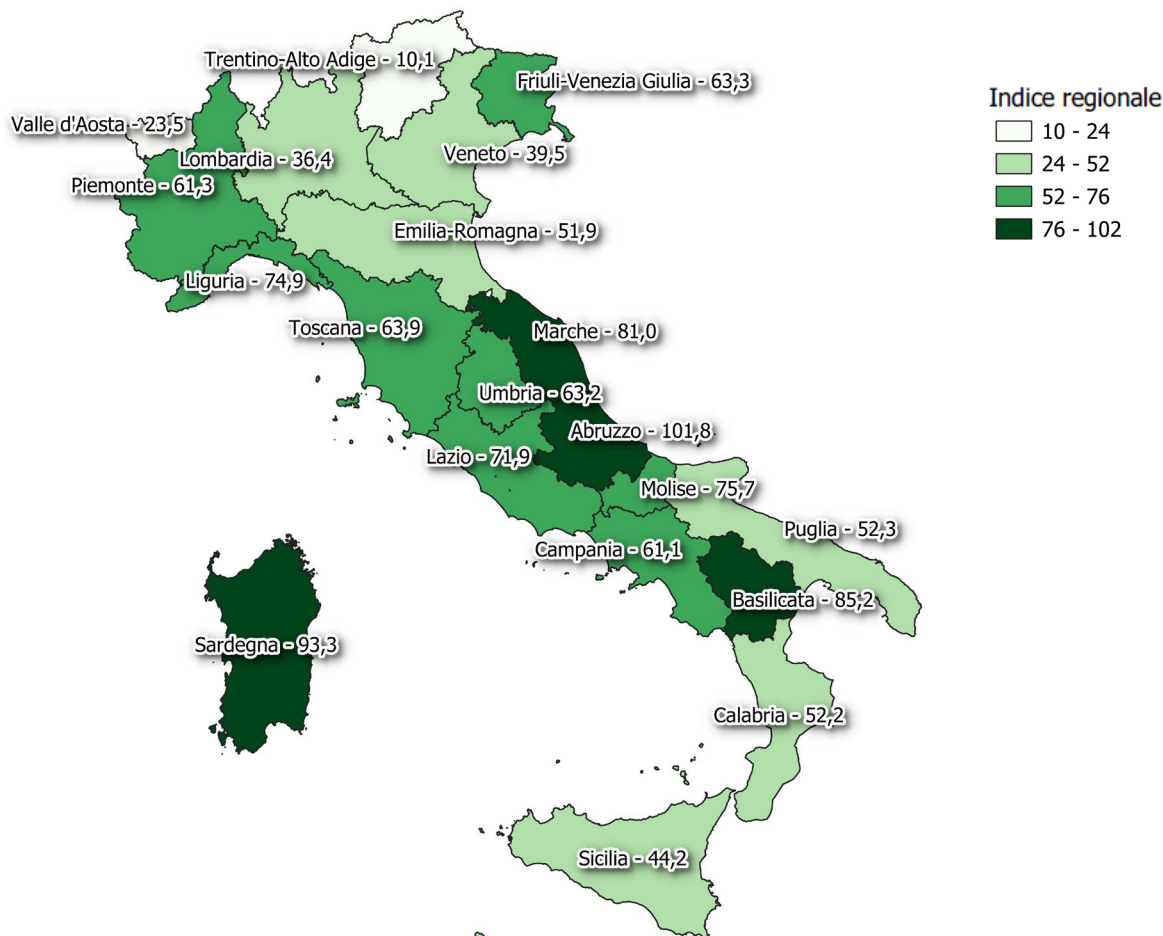 Trentino-Alto Adige - 10,1
Friuli-Venezia Giulia - 63,3
Valle d'Aosta - 23,5
Lombardia - 36,4
Veneto - 39,5
Piemonte - 61,3
Emilia-Romagna - 51,9
Liguria - 74,9
Toscana - 63,9
Marche - 81,0
Umbria - 63,2
Abruzzo - 101,8
Lazio - 71,9
Molise - 75,7
Puglia - 52,3
Campania - 61,1
Basilicata - 85,2
Sardegna - 93,3
Calabria - 52,2
Sicilia - 44,2
Indice regionale
10 - 24
24 - 52
52 - 76
76 - 102